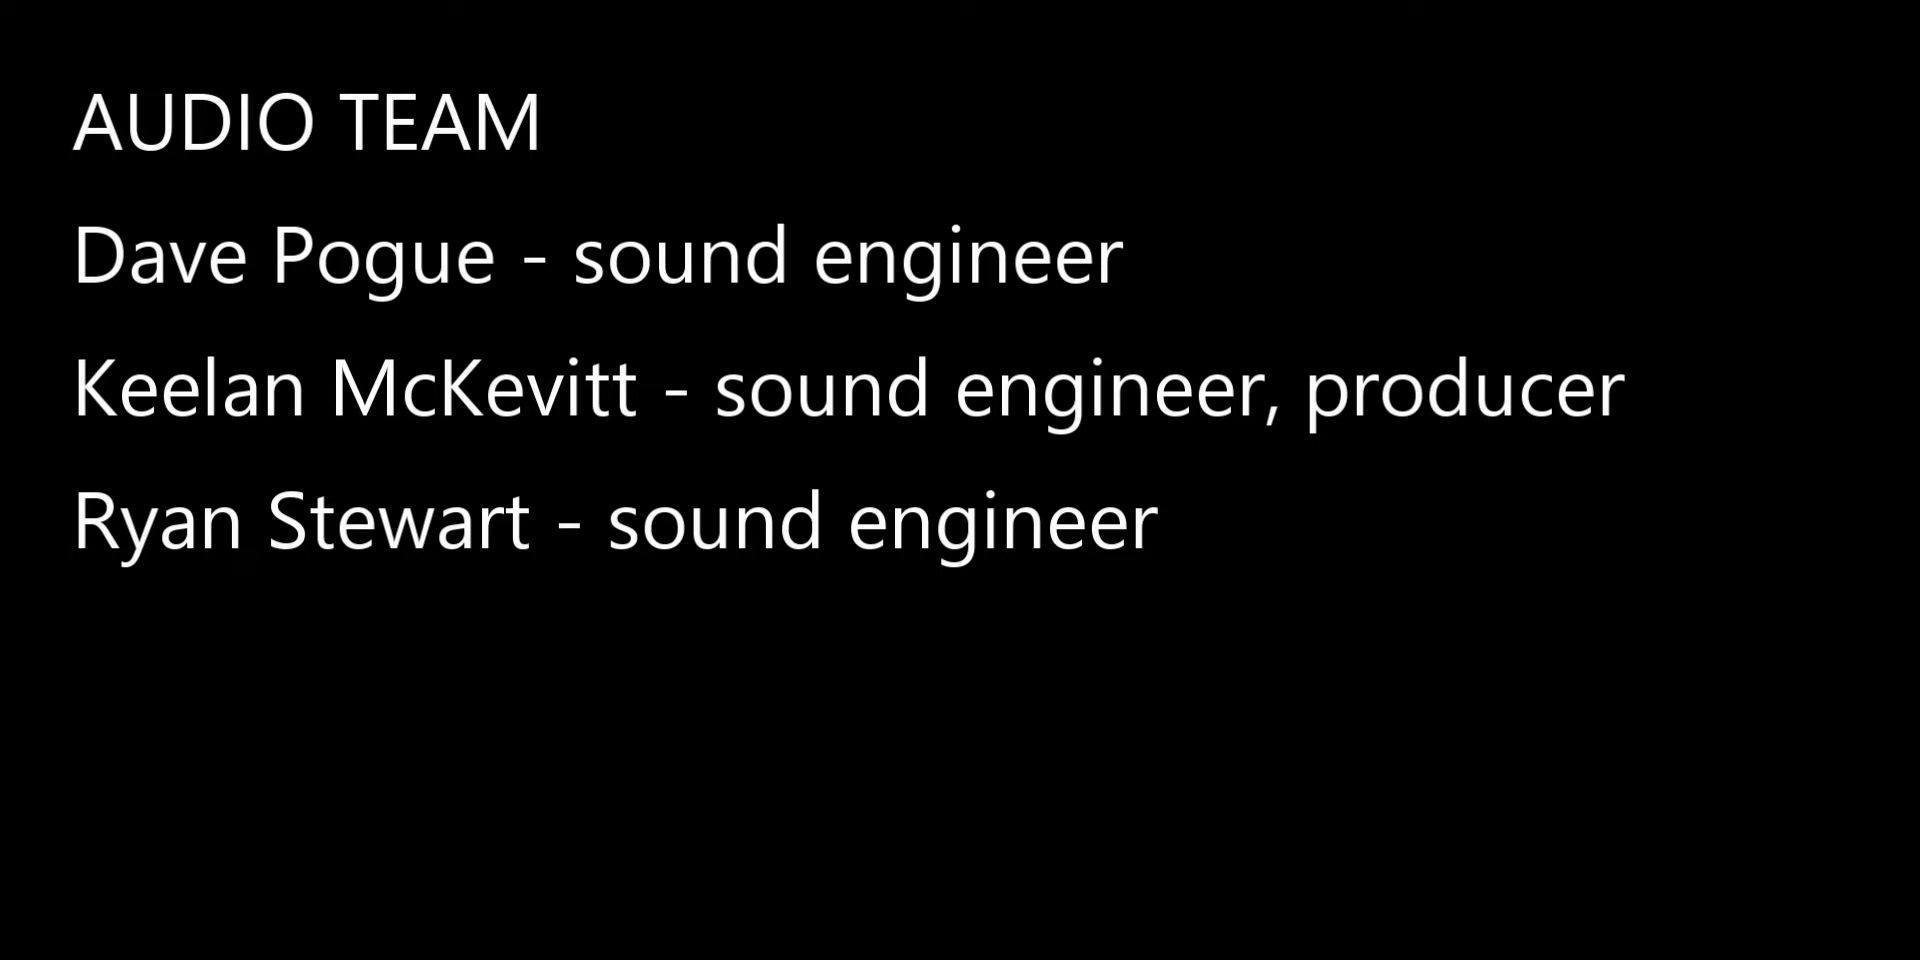 AUDIO TEAM
Dave Pogue - sound engineer
Keelan McKevitt - sound engineer, producer
Ryan Stewart - sound engineer